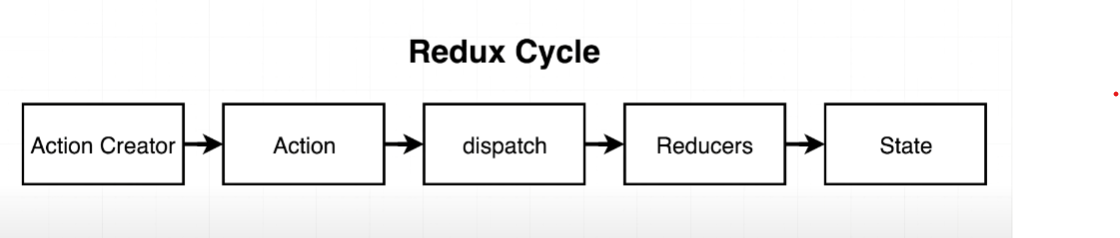 Redux Cycle
Action Creator
Action
dispatch
Reducers
State